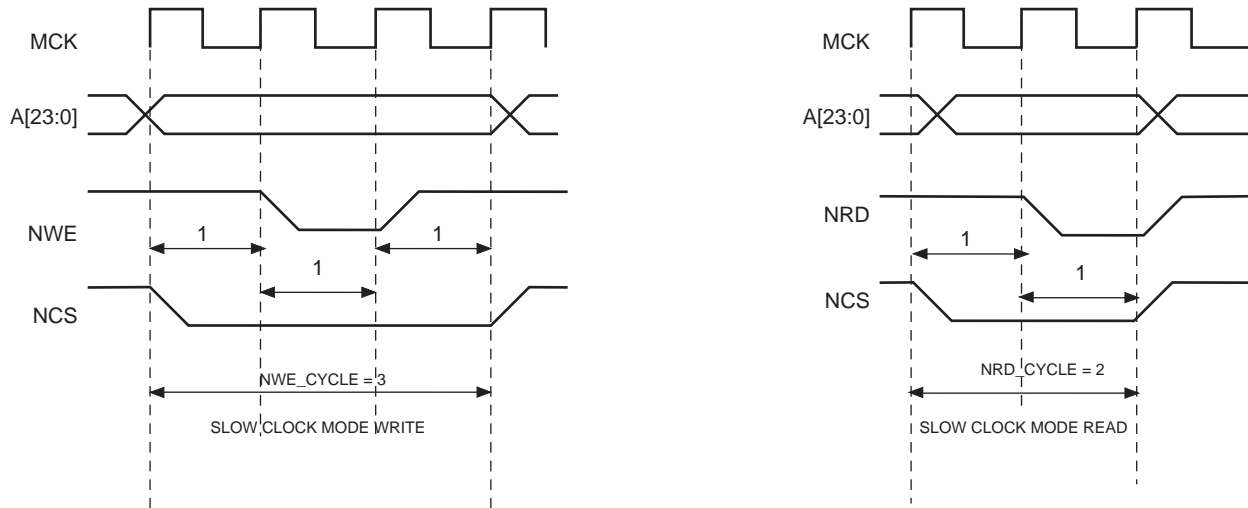 MCK
A[23:0]
NWE
1
1
1
NCS
NWE_CYCLE = 3
SLOW CLOCK MODE WRITE
MCK
A[23:0]
NRD
1
1
NCS
NRD_CYCLE = 2
SLOW CLOCK MODE READ